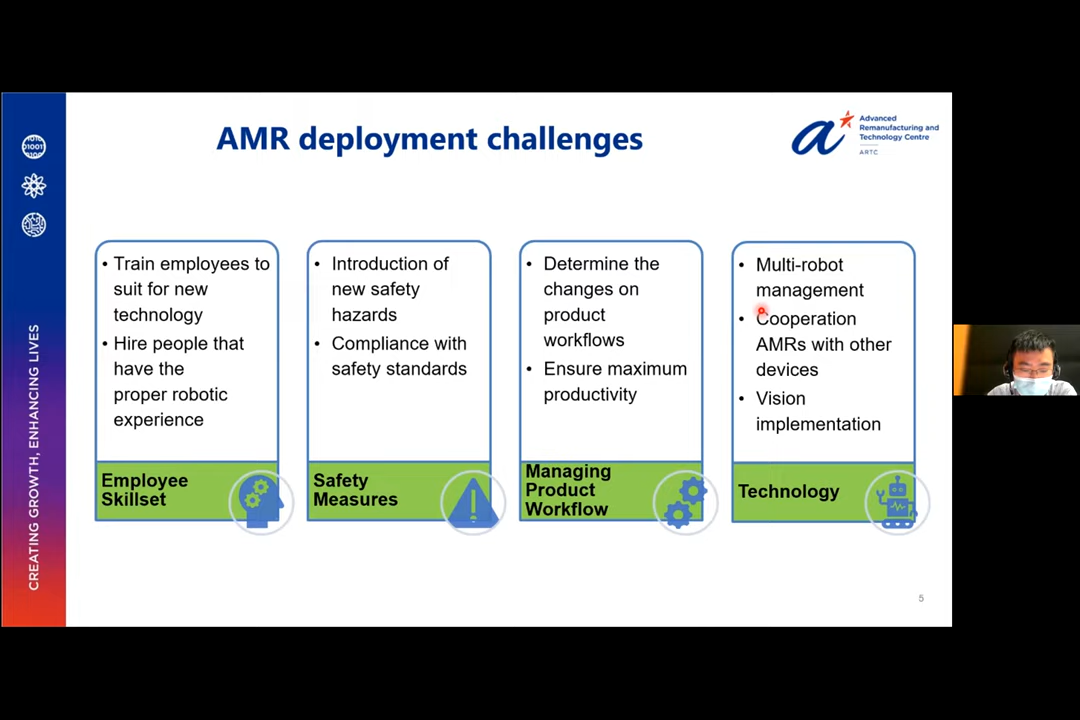 AMR deployment challenges
Advanced
Remanufacturing and
Technology Centre
ARTC
CREATING GROWTH, ENHANCING LIVES
• Train employees to
suit for new
technology
• Hire people that
have the
proper robotic
experience
Employee
Skillset
• Introduction of
new safety
hazards
• Compliance with
safety standards
Safety
Measures
• Determine the
changes on
product
workflows
• Ensure maximum
productivity
Managing
Product
Workflow
• Multi-robot
management
• Cooperation
AMRs with other
devices
• Vision
implementation
Technology
5